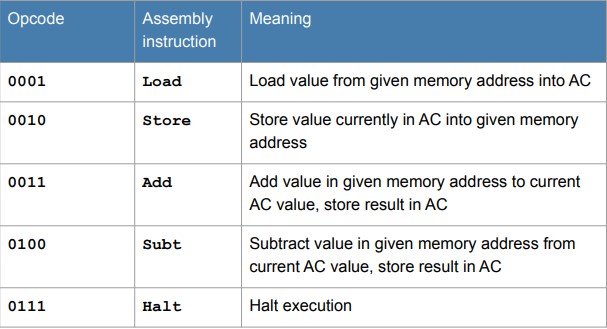 Opcode Assembly Meaning
instruction
0001 Load Load value from given memory address into AC
0010 Store Store value currently in AC into given memory
address
0011 Add Add value in given memory address to current
AC value, store result in AC
0100 Subt Subtract value in given memory address from
current AC value, store result in AC
0111 Halt Halt execution